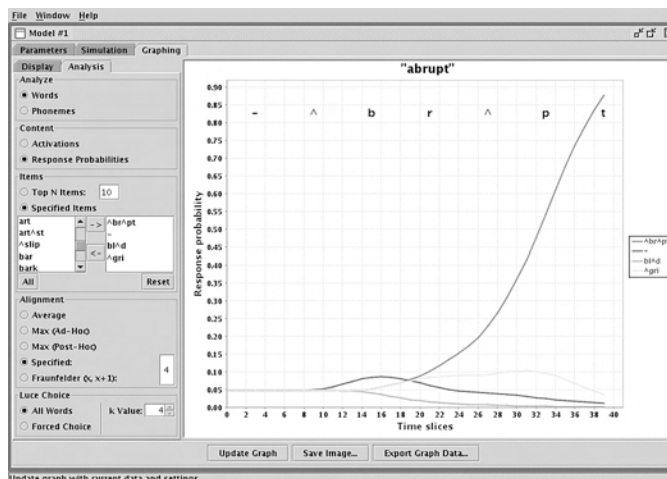 File Window Help
Model #1
Parameters Simulation Graphing
Display Analysis
Analyze
Words
Phonemes
Content
Activations
Response Probabilities
Items
Top N Items: 10
Specified Items
art
art^st
^slip
bar
bark
->
<-
^br^pt
-
bl^d
^gri
All Reset
Alignment
Average
Max (Ad-Hoc)
Max (Post-Hoc)
Specified:
4
Fraunfelder (x, x+1):
Luce Choice
All Words k Value: 4
Forced Choice
"abrupt"
- ^ b r ^ p t
0.90
0.85
0.80
0.75
0.70
0.65
0.60
0.55
0.50
0.45
0.40
0.35
0.30
0.25
0.20
0.15
0.10
0.05
0.00
Response probability
0 2 4 6 8 10 12 14 16 18 20 22 24 26 28 30 32 34 36 38 40
Time slices
^br^pt
-
bl^d
^gri
Update Graph Save Image... Export Graph Data...
Update graph with current data and settings